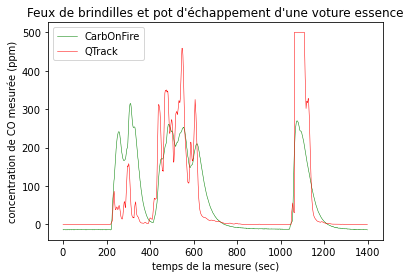 Feux de brindilles et pot d'échappement d'une voture essence
CarbOnFire
QTrack
concentration de CO mesurée (ppm)
500
400
300
200
100
0
0 200 400 600 800 1000 1200 1400
temps de la mesure (sec)